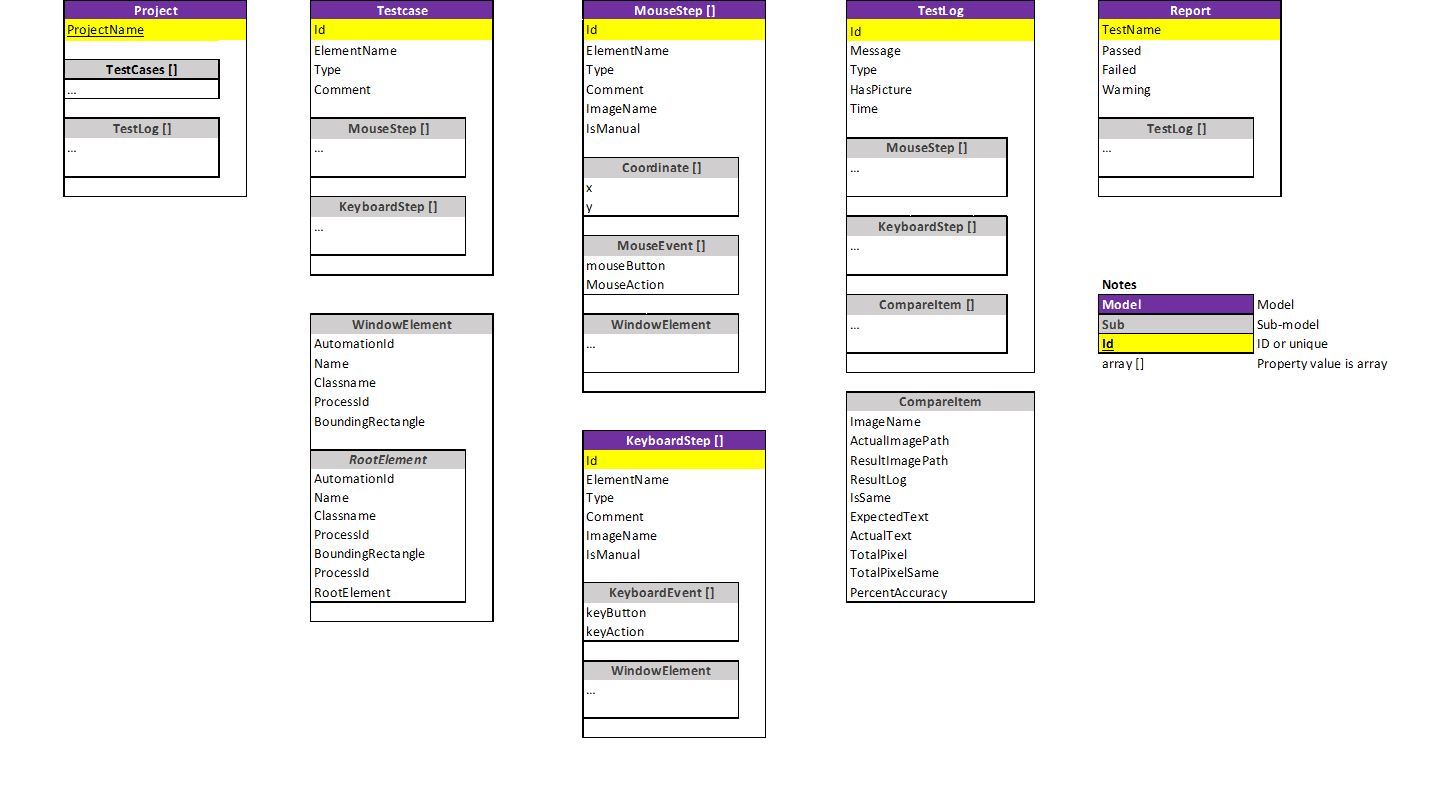 Project
ProjectName
TestCases []
...
TestLog []
...
Testcase
Id
ElementName
Type
Comment
MouseStep []
...
KeyboardStep []
...
WindowElement
AutomationId
Name
Classname
ProcessId
BoundingRectangle
RootElement
AutomationId
Name
Classname
ProcessId
BoundingRectangle
ProcessId
RootElement
MouseStep []
Id
ElementName
Type
Comment
ImageName
IsManual
Coordinate []
x
y
MouseEvent []
mouseButton
MouseAction
WindowElement
...
KeyboardStep []
Id
ElementName
Type
Comment
ImageName
IsManual
KeyboardEvent []
keyButton
keyAction
WindowElement
...
TestLog
Id
Message
Type
HasPicture
Time
MouseStep []
...
KeyboardStep []
...
CompareItem []
...
CompareItem
ImageName
ActualImagePath
ResultImagePath
ResultLog
IsSame
ExpectedText
ActualText
TotalPixel
TotalPixelSame
PercentAccuracy
Report
TestName
Passed
Failed
Warning
TestLog []
...
Notes
Model Model
Sub Sub-model
Id ID or unique
array [] Property value is array